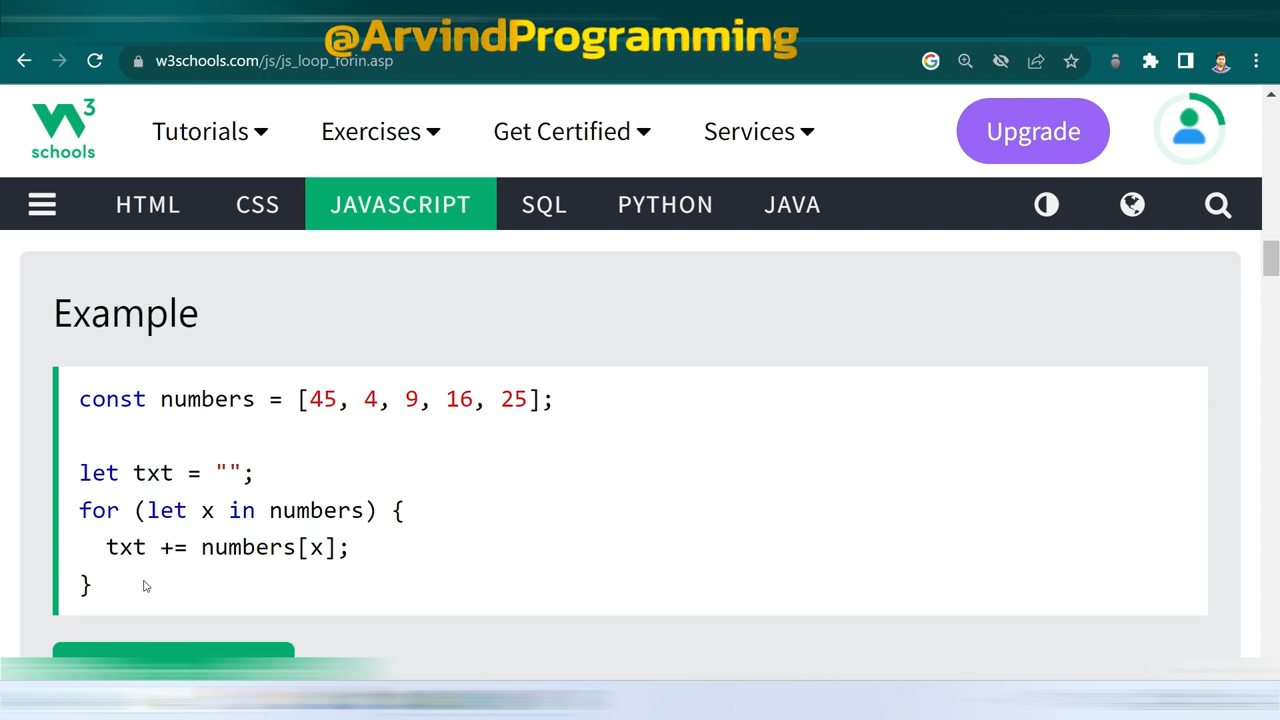 @ArvindProgramming
w3schools.com/js/js_loop_forin.asp
G
W3
schools
Tutorials
Exercises
Get Certified
Services
Upgrade
HTML
CSS
JAVASCRIPT
SQL
PYTHON
JAVA
Example
const numbers = [45, 4, 9, 16, 25];
let txt = "";
for (let x in numbers) {
txt += numbers[x];
}